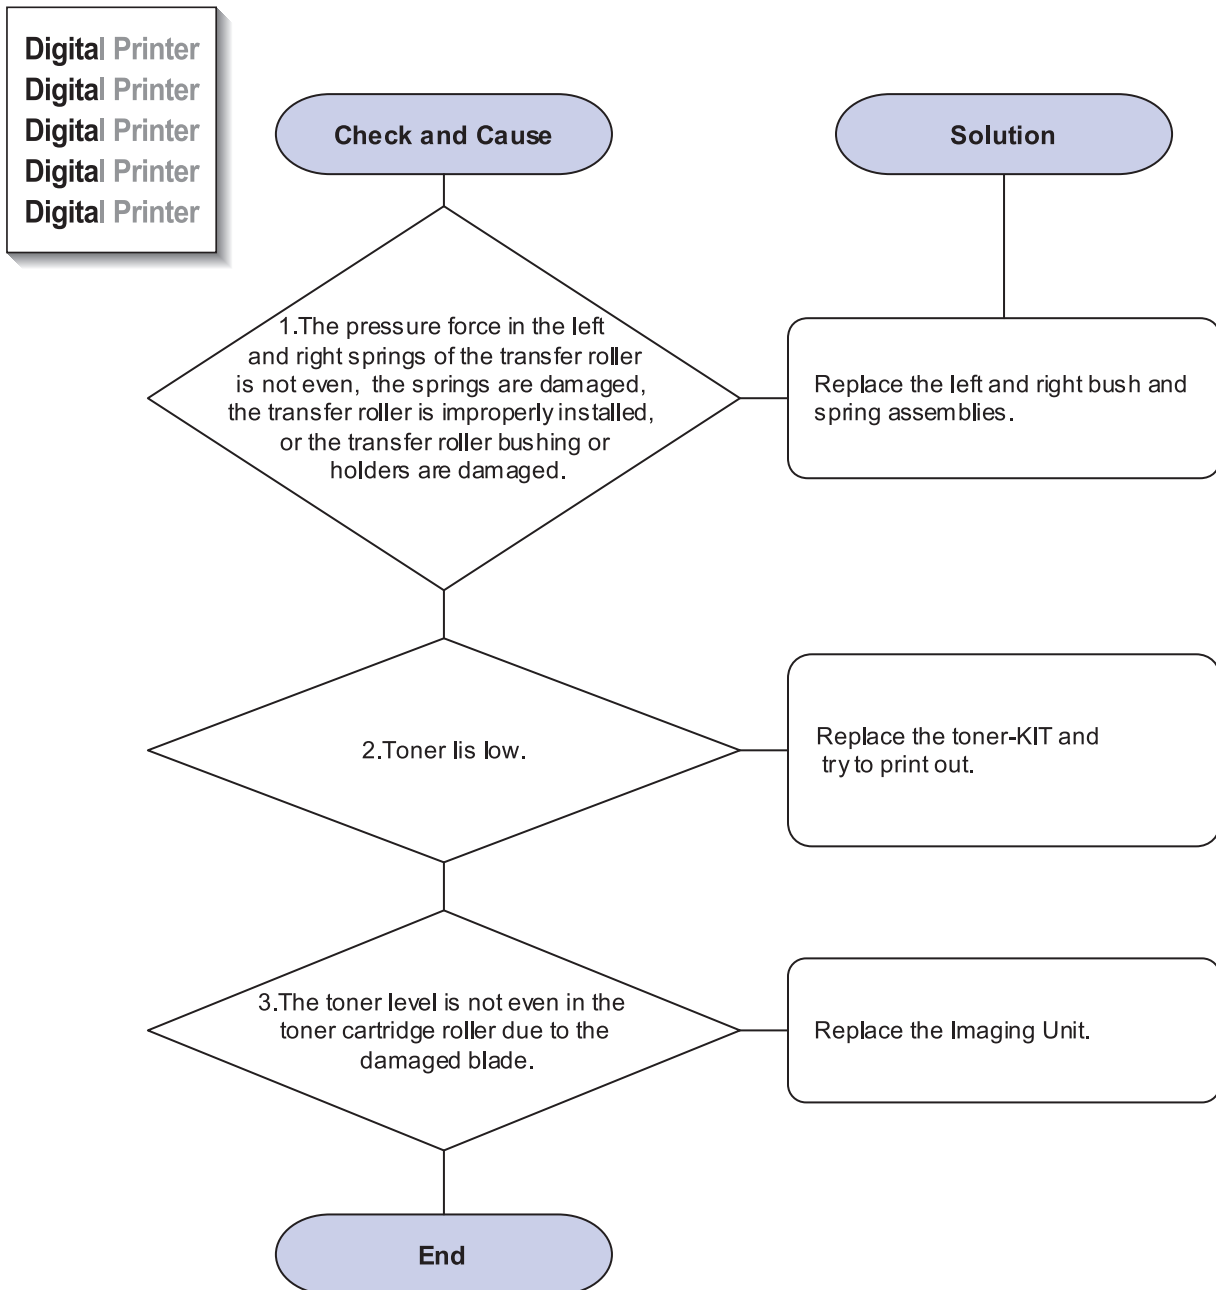 Digital Printer
Digital Printer
Digital Printer
Digital Printer
Digital Printer
Check and Cause
Solution
1.The pressure force in the left
and right springs of the transfer roller
is not even, the springs are damaged,
the transfer roller is improperly installed,
or the transfer roller bushing or
holders are damaged.
Replace the left and right bush and
spring assemblies.
2.Toner lis low.
Replace the toner-KIT and
try to print out.
3.The toner level is not even in the
toner cartridge roller due to the
damaged blade.
Replace the Imaging Unit.
End